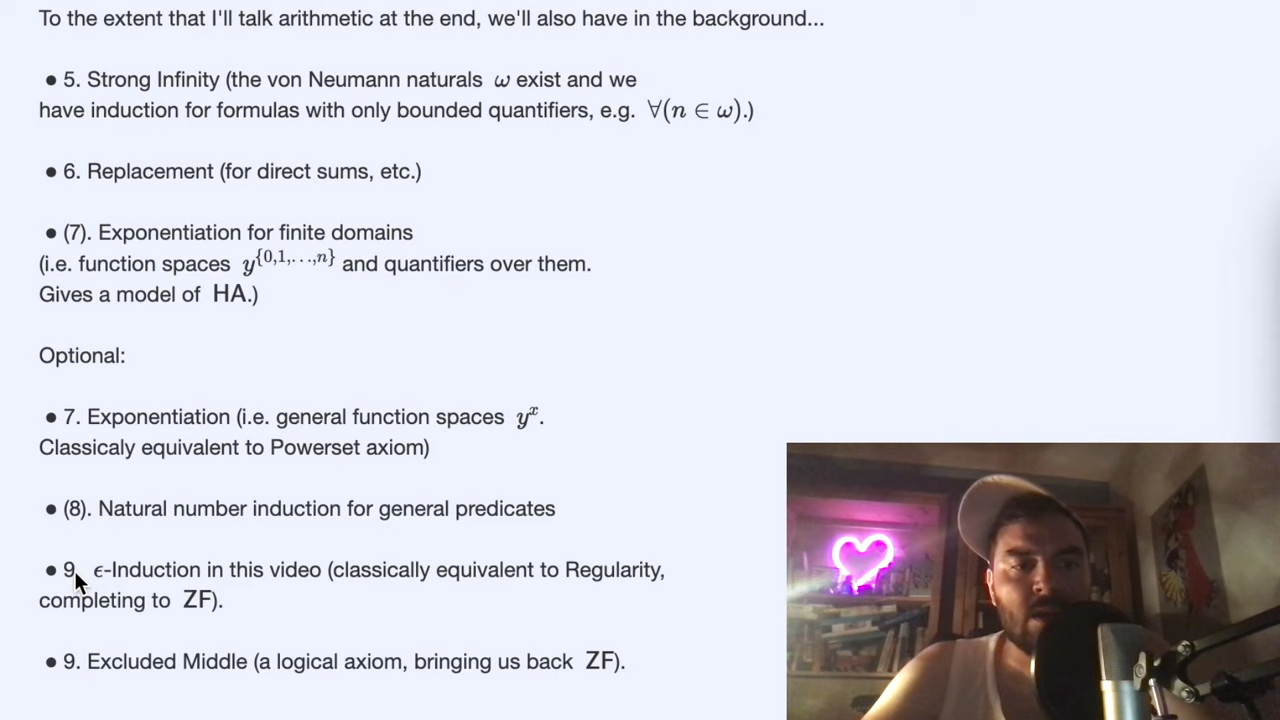 To the extent that I'll talk arithmetic at the end, we'll also have in the background...
● 5. Strong Infinity (the von Neumann naturals ω exist and we
have induction for formulas with only bounded quantifiers, e.g. ∀(n ∈ ω).)
● 6. Replacement (for direct sums, etc.)
● (7). Exponentiation for finite domains
(i.e. function spaces y^{0,1,...,n} and quantifiers over them.
Gives a model of HA.)
Optional:
● 7. Exponentiation (i.e. general function spaces y^x.
Classicaly equivalent to Powerset axiom)
● (8). Natural number induction for general predicates
● 9. ϵ-Induction in this video (classically equivalent to Regularity,
completing to ZF).
● 9. Excluded Middle (a logical axiom, bringing us back ZF).